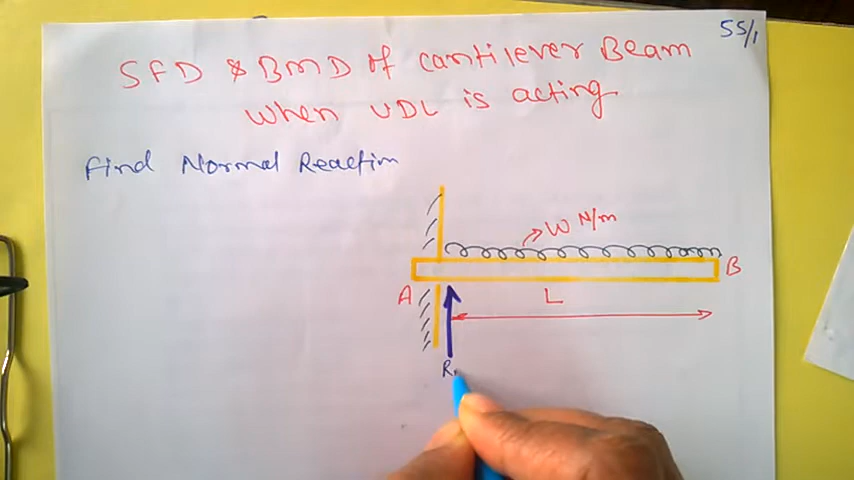 55/1
SFD & BMD of cantilever Beam
when UDL is acting
Find Normal Reaction
W N/m
B
A
L
R